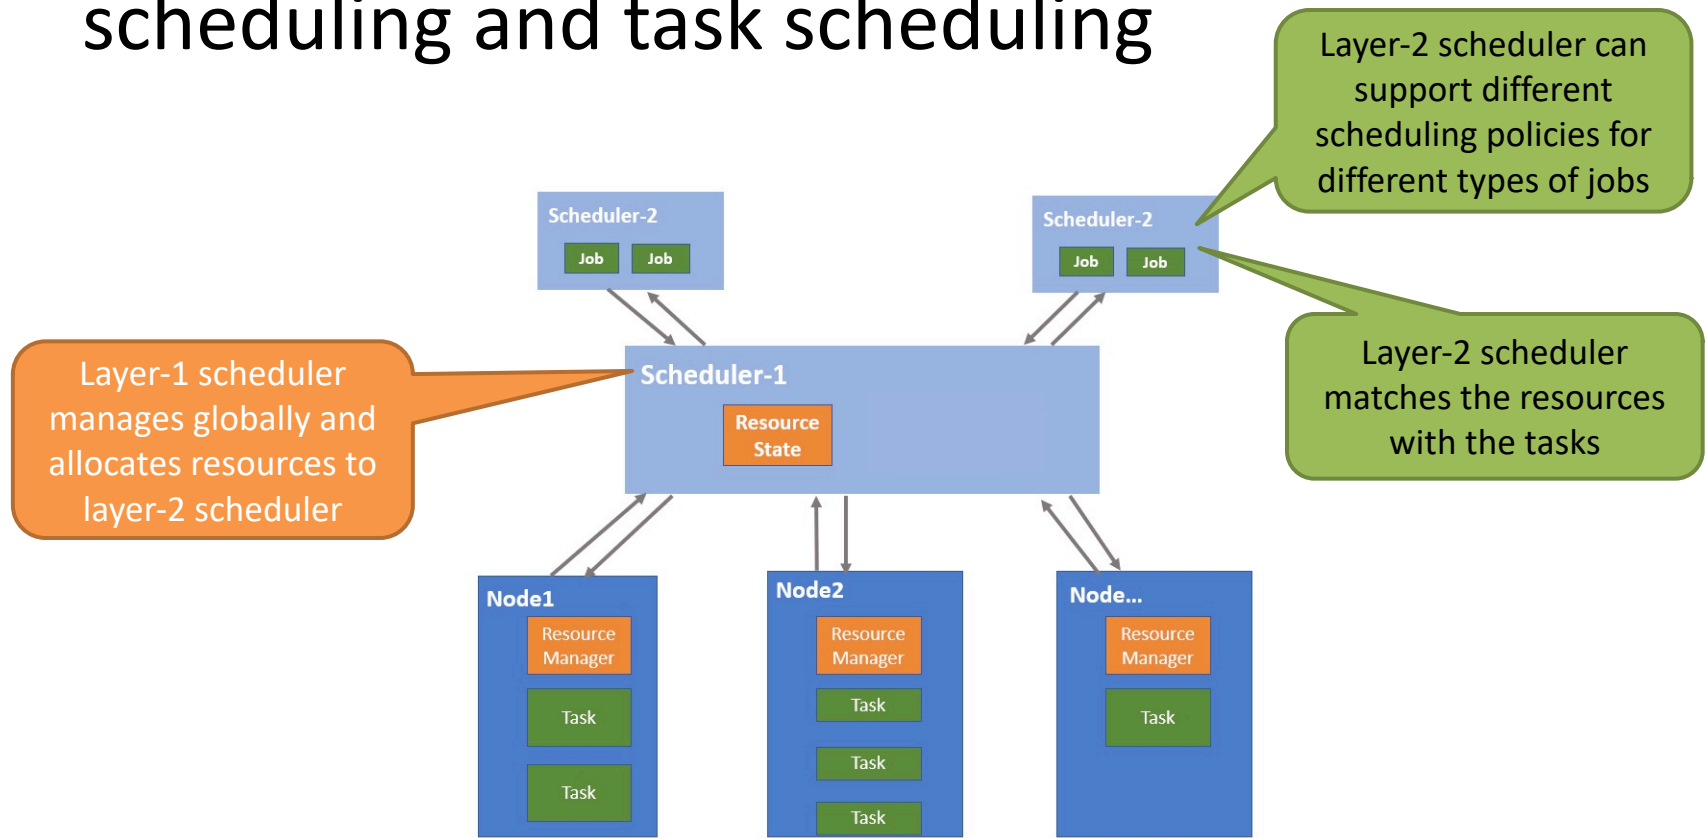 scheduling and task scheduling
Layer-2 scheduler can
support different
scheduling policies for
different types of jobs
Scheduler-2
Job Job
Scheduler-2
Job Job
Layer-1 scheduler
manages globally and
allocates resources to
layer-2 scheduler
Scheduler-1
Resource
State
Layer-2 scheduler
matches the resources
with the tasks
Node1
Resource
Manager
Task
Task
Node2
Resource
Manager
Task
Task
Task
Node...
Resource
Manager
Task